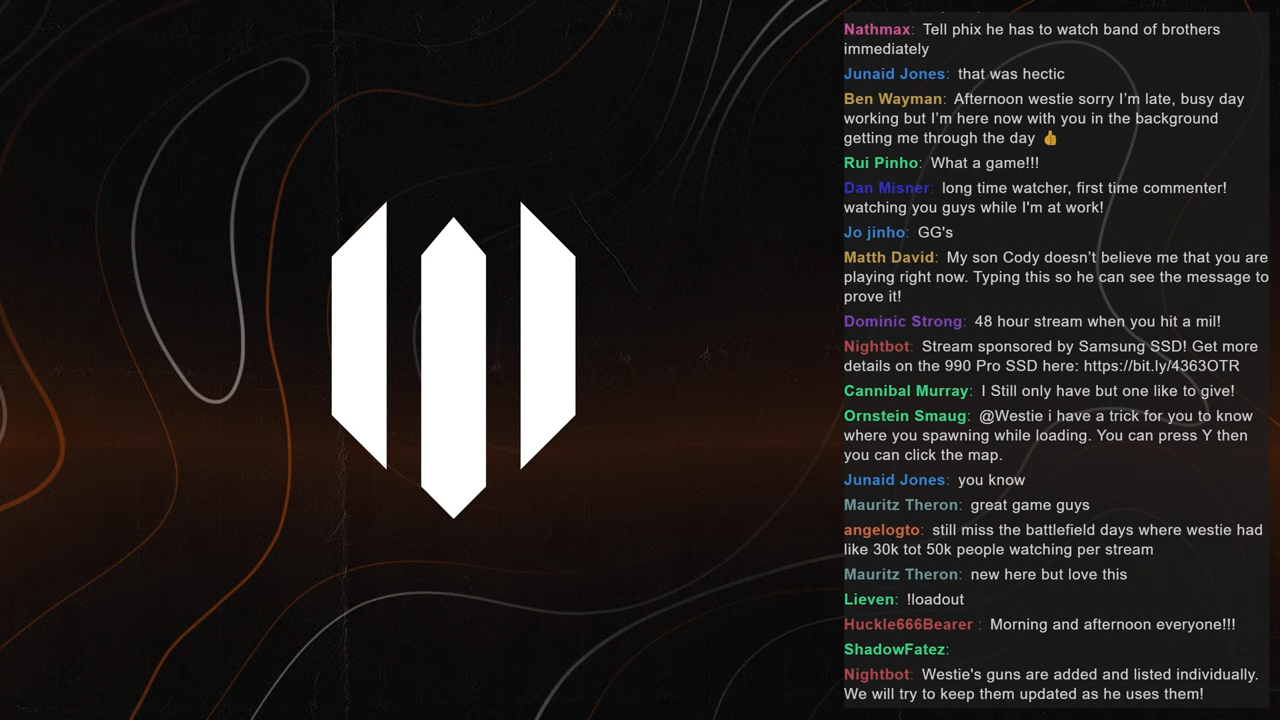 Nathmax: Tell phix he has to watch band of brothers
immediately
Junaid Jones: that was hectic
Ben Wayman: Afternoon westie sorry I’m late, busy day
working but I’m here now with you in the background
getting me through the day 👍
Rui Pinho: What a game!!!
Dan Misner: long time watcher, first time commenter!
watching you guys while I'm at work!
Jo jinho: GG's
Matth David: My son Cody doesn’t believe me that you are
playing right now. Typing this so he can see the message to
prove it!
Dominic Strong: 48 hour stream when you hit a mil!
Nightbot: Stream sponsored by Samsung SSD! Get more
details on the 990 Pro SSD here: https://bit.ly/4363OTR
Cannibal Murray: I Still only have but one like to give!
Ornstein Smaug: @Westie i have a trick for you to know
where you spawning while loading. You can press Y then
you can click the map.
Junaid Jones: you know
Mauritz Theron: great game guys
angelogto: still miss the battlefield days where westie had
like 30k tot 50k people watching per stream
Mauritz Theron: new here but love this
Lieven: !loadout
Huckle666Bearer : Morning and afternoon everyone!!!
ShadowFatez:
Nightbot: Westie's guns are added and listed individually.
We will try to keep them updated as he uses them!